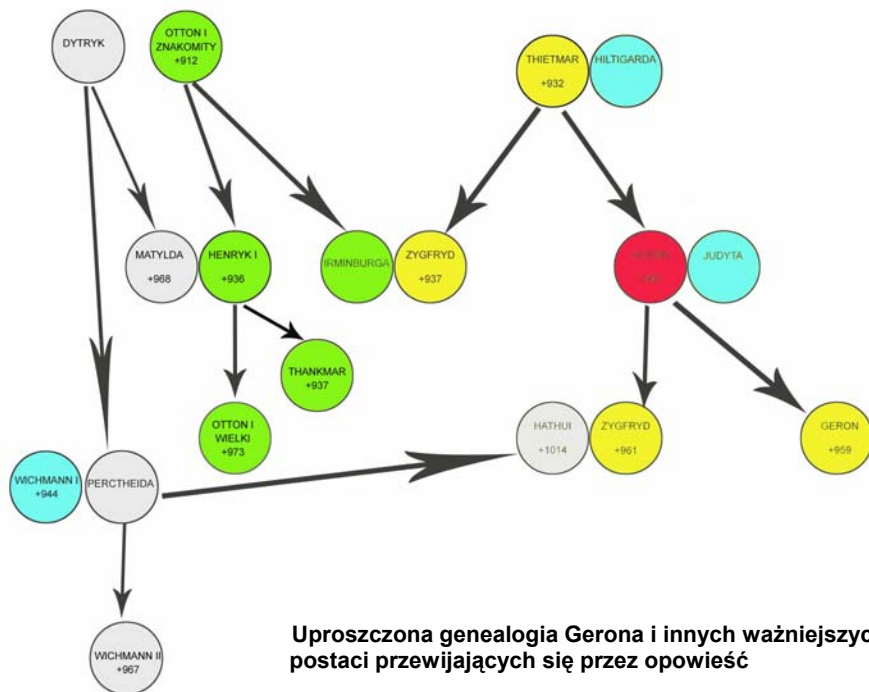 DYTRYK
OTTON I
ZNAKOMITY
+912
THIETMAR
+932
HILTIGARDA
MATYLDA
+968
HENRYK I
+936
IRMINBURGA
ZYGFRYD
+937
JUDYTA
THANKMAR
+937
OTTON I
WIELKI
+973
HATHUI
+1014
ZYGFRYD
+961
GERON
+959
WICHMANN I
+944
PERCTHEIDA
WICHMANN II
+967
Uproszczona genealogia Gerona i innych ważniejszyc
postaci przewijających się przez opowieść